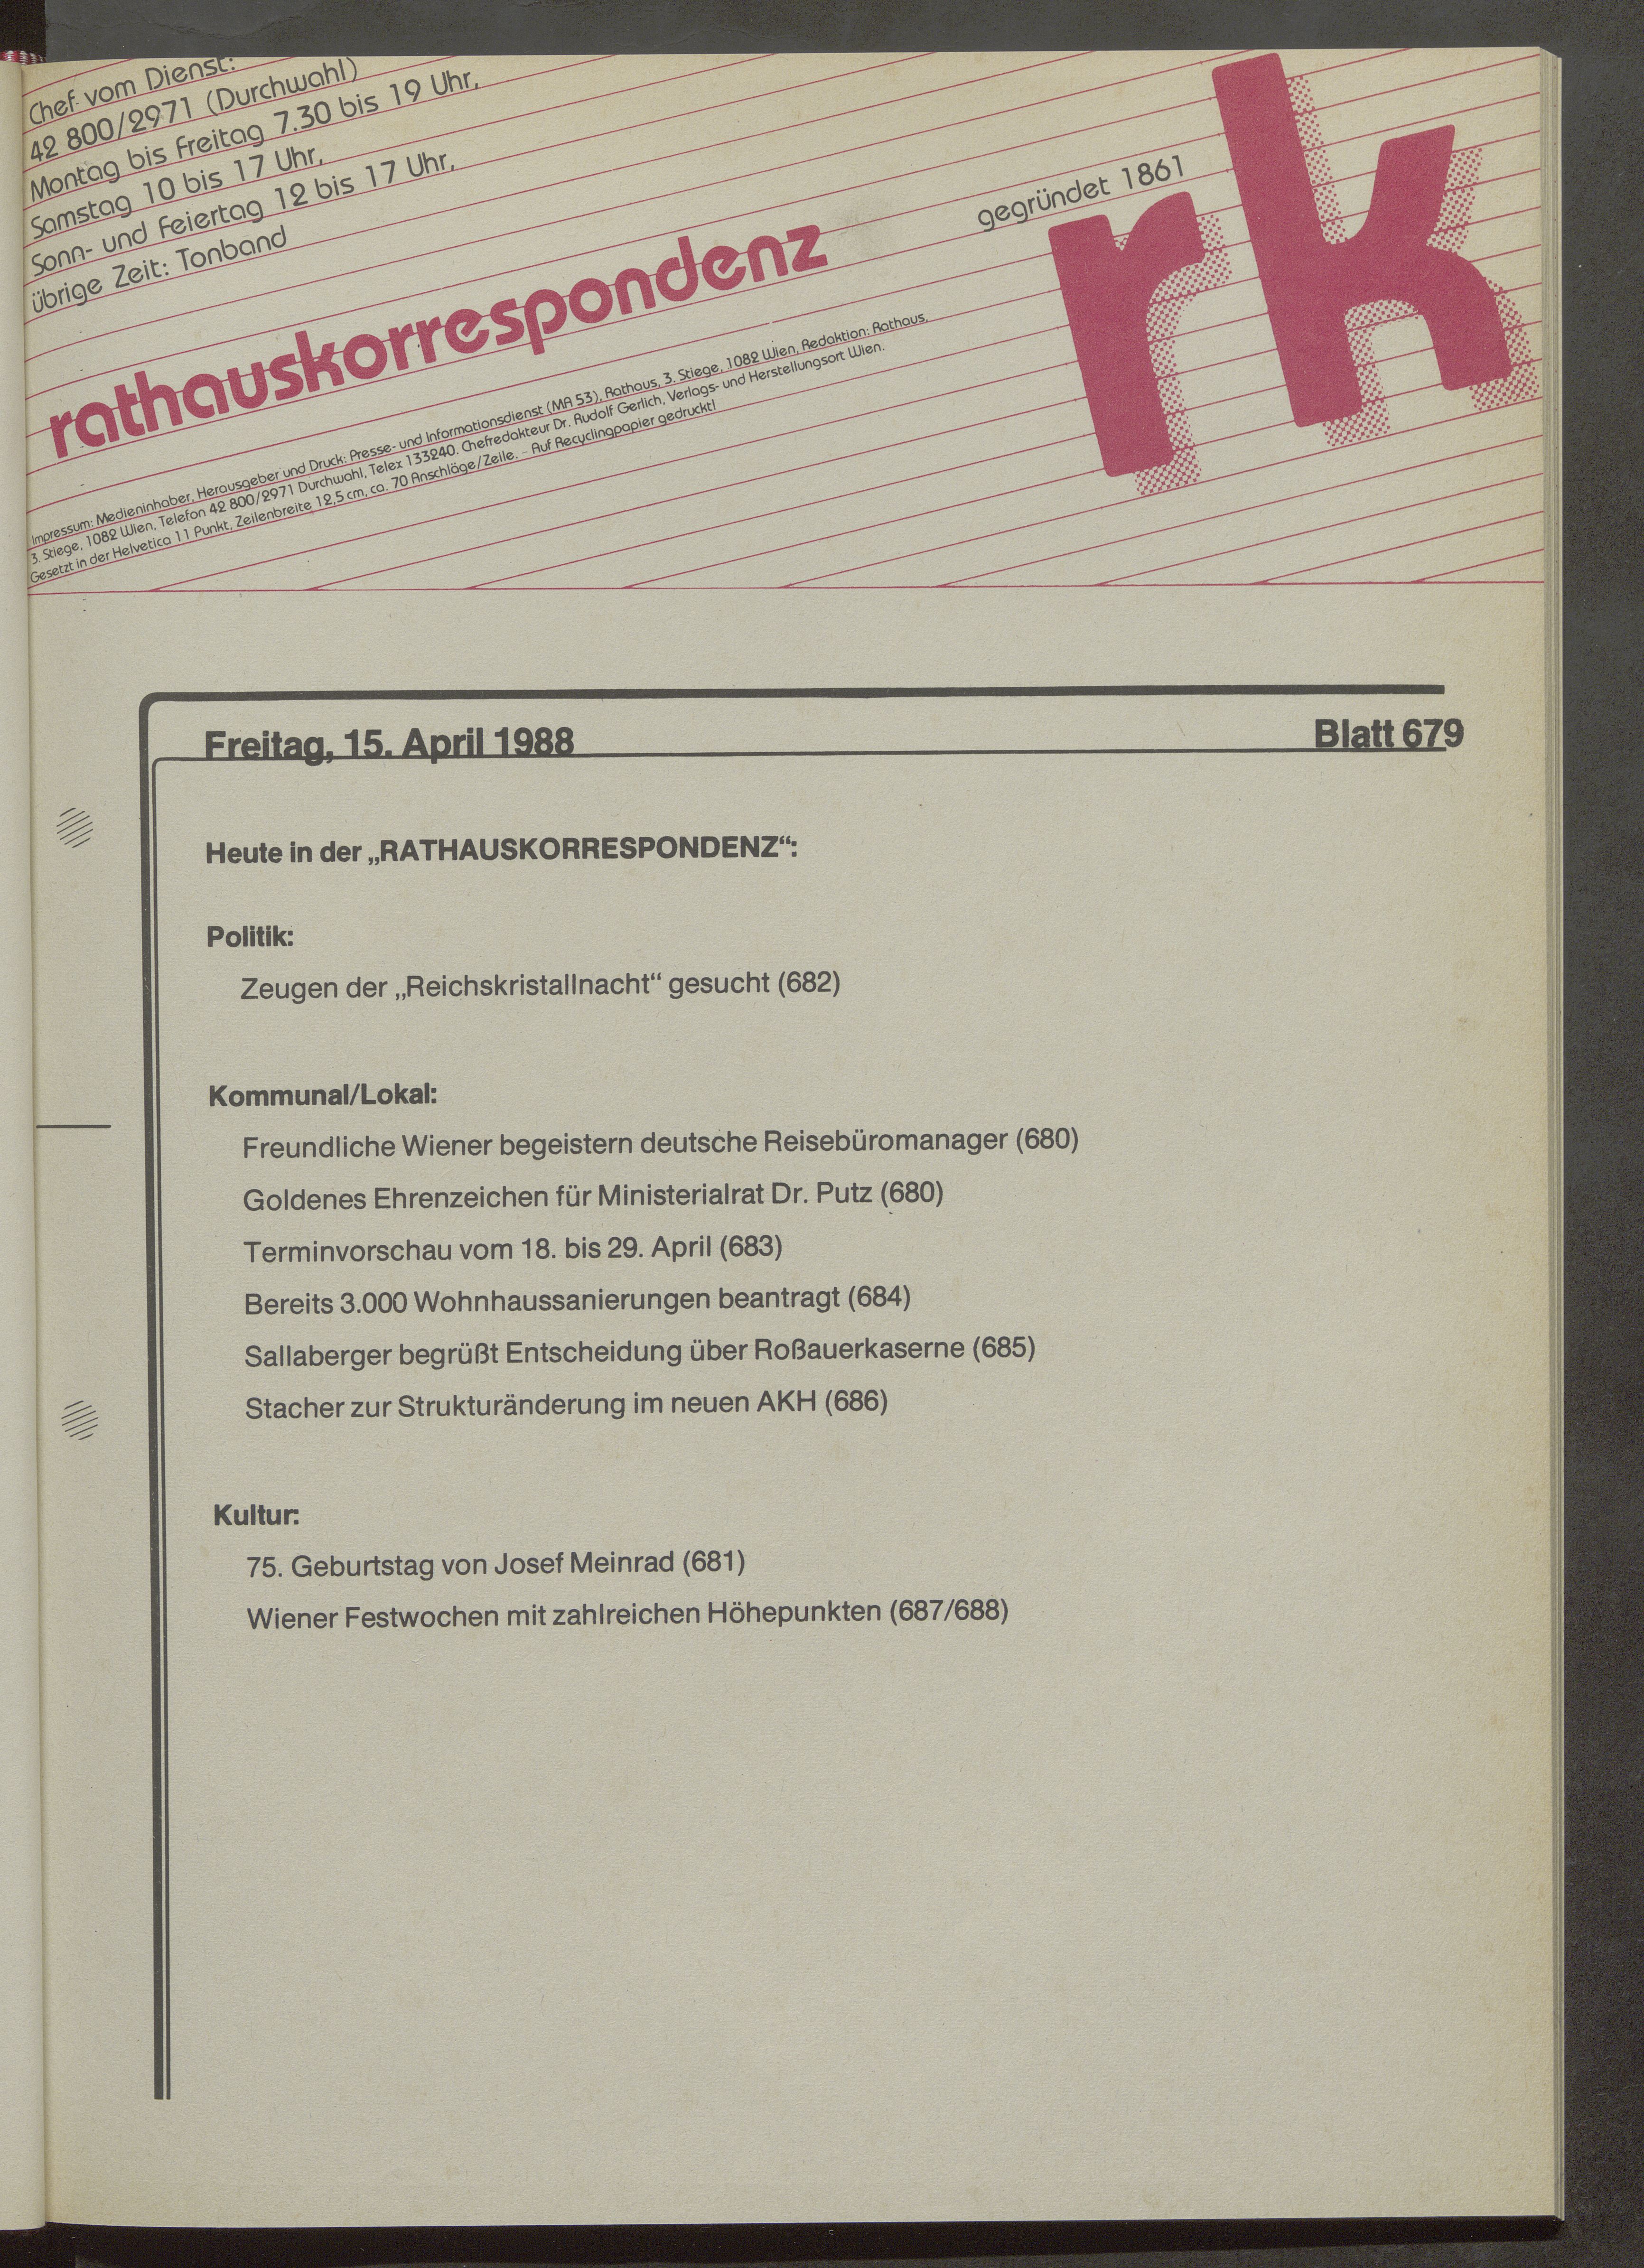 Chef vom Dienst:
42 800/2971 (Durchwahl)
Montag bis Freitag 7.30 bis 19 Uhr,
Samstag 10 bis 17 Uhr,
Sonn- und Feiertag 12 bis 17 Uhr,
übrige Zeit: Tonband
gegründet 1861
rk
rathauskorrespondenz
Impressum: Medieninhaber, Herausgeber und Druck: Presse- und Informationsdienst (MA 53), Rathaus, 3. Stiege, 1082 Wien, Redaktion: Rathaus,
3. Stiege, 1082 Wien, Telefon 42 800/2971 Durchwahl, Telex 133240. Chefredakteur Dr. Rudolf Gerlich, Verlags- und Herstellungsort Wien.
Gesetzt in der Helvetica 11 Punkt, Zeilenbreite 12,5 cm, ca. 70 Anschläge/Zeile. – Auf Recyclingpapier gedruckt!
Freitag, 15. April 1988
Blatt 679
Heute in der „RATHAUSKORRESPONDENZ“:
Politik:
Zeugen der „Reichskristallnacht“ gesucht (682)
Kommunal/Lokal:
Freundliche Wiener begeistern deutsche Reisebüromanager (680)
Goldenes Ehrenzeichen für Ministerialrat Dr. Putz (680)
Terminvorschau vom 18. bis 29. April (683)
Bereits 3.000 Wohnhaussanierungen beantragt (684)
Sallaberger begrüßt Entscheidung über Roßauerkaserne (685)
Stacher zur Strukturänderung im neuen AKH (686)
Kultur:
75. Geburtstag von Josef Meinrad (681)
Wiener Festwochen mit zahlreichen Höhepunkten (687/688)